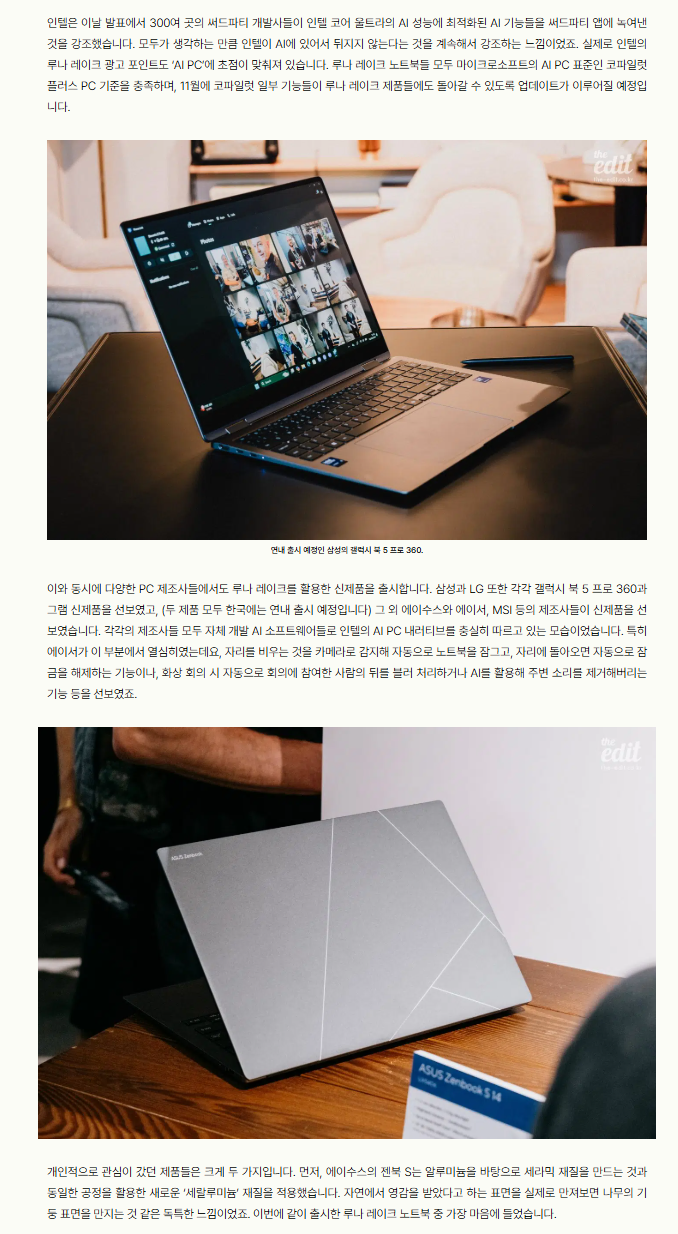 인텔은 이날 발표에서 300여 곳의 써드파티 개발사들이 인텔 코어 울트라의 AI 성능에 최적화된 AI 기능들을 써드파티 앱에 녹여낸
것을 강조했습니다. 모두가 생각하는 만큼 인텔이 AI에 있어서 뒤지지 않는다는 것을 계속해서 강조하는 느낌이었죠. 실제로 인텔의
루나 레이크 광고 포인트도 ‘AI PC’에 초점이 맞춰져 있습니다. 루나 레이크 노트북들 모두 마이크로소프트의 AI PC 표준인 코파일럿
플러스 PC 기준을 충족하며, 11월에 코파일럿 일부 기능들이 루나 레이크 제품들에도 돌아갈 수 있도록 업데이트가 이루어질 예정입
니다.
the
edit
Photos
연내 출시 예정인 삼성의 갤럭시 북 5 프로 360.
이와 동시에 다양한 PC 제조사들에서도 루나 레이크를 활용한 신제품을 출시합니다. 삼성과 LG 또한 각각 갤럭시 북 5 프로 360과
그램 신제품을 선보였고, (두 제품 모두 한국에는 연내 출시 예정입니다) 그 외 에이수스와 에이서, MSI 등의 제조사들이 신제품을 선
보였습니다. 각각의 제조사들 모두 자체 개발 AI 소프트웨어들로 인텔의 AI PC 내러티브를 충실히 따르고 있는 모습이었습니다. 특히
에이서가 이 부분에서 열심히였는데요, 자리를 비우는 것을 카메라로 감지해 자동으로 노트북을 잠그고, 자리에 돌아오면 자동으로 잠
금을 해제하는 기능이나, 화상 회의 시 자동으로 회의에 참여한 사람의 뒤를 블러 처리하거나 AI를 활용해 주변 소리를 제거해버리는
기능 등을 선보였죠.
the
edit
ASUS Zenbook
ASUS Zenbook S 14
개인적으로 관심이 갔던 제품들은 크게 두 가지입니다. 먼저, 에이수스의 젠북 S는 알루미늄을 바탕으로 세라믹 재질을 만드는 것과
동일한 공정을 활용한 새로운 ‘세랄루미늄’ 재질을 적용했습니다. 자연에서 영감을 받았다고 하는 표면을 실제로 만져보면 나무의 기
둥 표면을 만지는 것 같은 독특한 느낌이었죠. 이번에 같이 출시한 루나 레이크 노트북 중 가장 마음에 들었습니다.